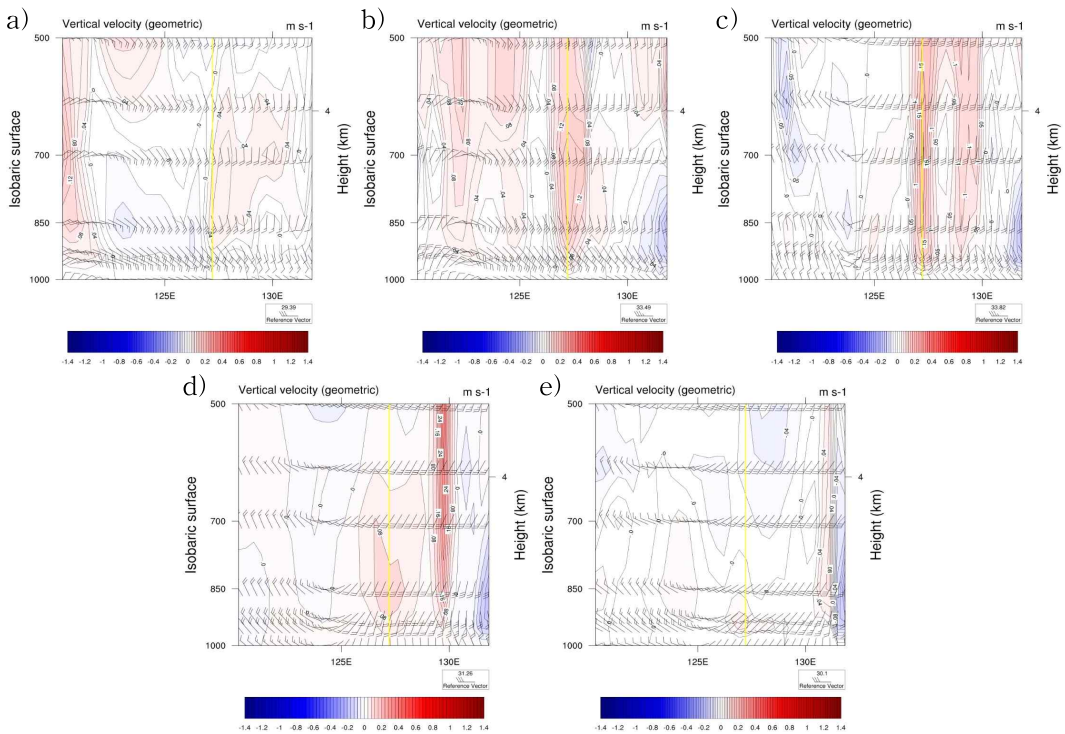 a)
Vertical velocity (geometric) m s-1
500
700
850
1000
Isobaric surface
4
Height (km)
125E 130E
29.39
Reference Vector
-1.4 -1.2 -1 -0.8 -0.6 -0.4 -0.2 0 0.2 0.4 0.6 0.8 1 1.2 1.4
b)
Vertical velocity (geometric) m s-1
500
700
850
1000
Isobaric surface
4
Height (km)
125E 130E
33.49
Reference Vector
-1.4 -1.2 -1 -0.8 -0.6 -0.4 -0.2 0 0.2 0.4 0.6 0.8 1 1.2 1.4
c)
Vertical velocity (geometric) m s-1
500
700
850
1000
Isobaric surface
4
Height (km)
125E 130E
33.82
Reference Vector
-1.4 -1.2 -1 -0.8 -0.6 -0.4 -0.2 0 0.2 0.4 0.6 0.8 1 1.2 1.4
d)
Vertical velocity (geometric) m s-1
500
700
850
1000
Isobaric surface
4
Height (km)
125E 130E
31.26
Reference Vector
-1.4 -1.2 -1 -0.8 -0.6 -0.4 -0.2 0 0.2 0.4 0.6 0.8 1 1.2 1.4
e)
Vertical velocity (geometric) m s-1
500
700
850
1000
Isobaric surface
4
Height (km)
125E 130E
30.1
Reference Vector
-1.4 -1.2 -1 -0.8 -0.6 -0.4 -0.2 0 0.2 0.4 0.6 0.8 1 1.2 1.4